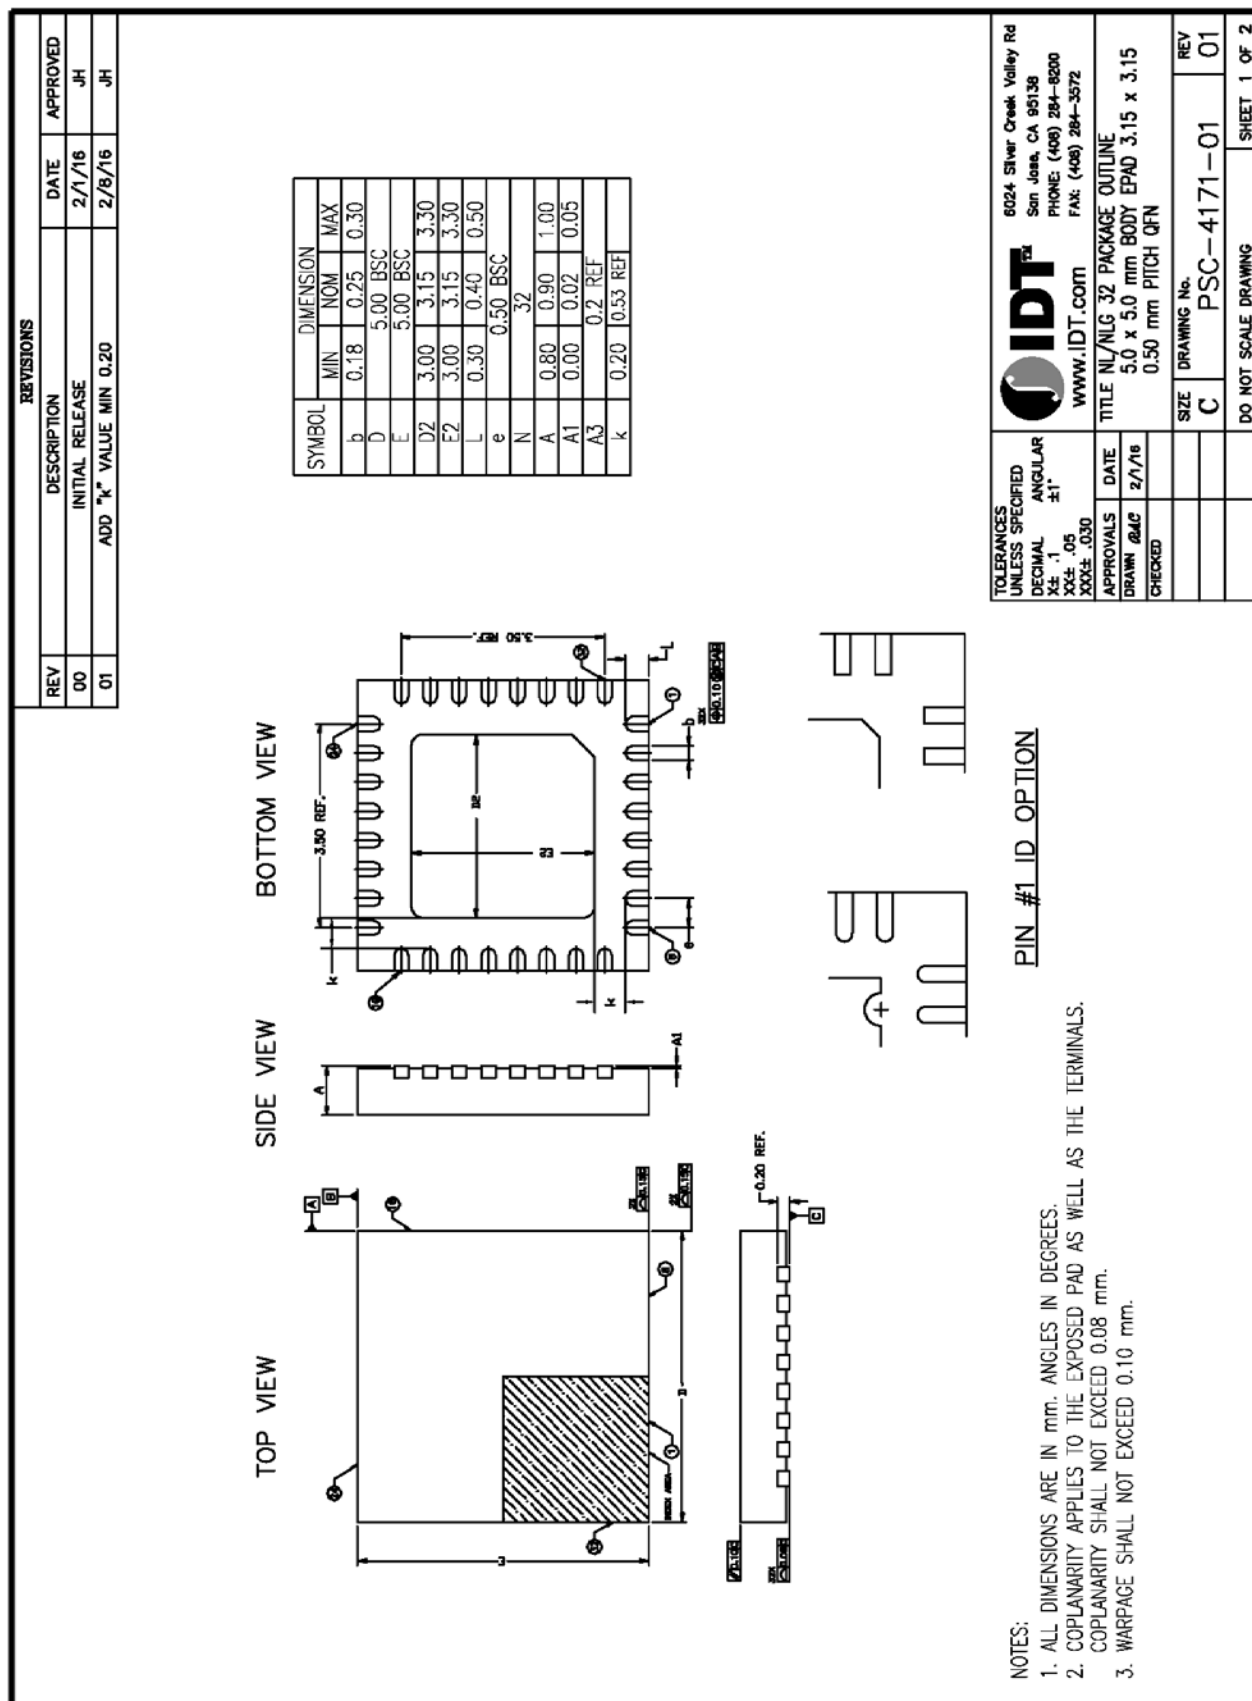 REVISIONS
REV DESCRIPTION DATE APPROVED
00 INITIAL RELEASE 2/1/16 JH
01 ADD "k" VALUE MIN 0.20 2/8/16 JH
TOP VIEW
SIDE VIEW
BOTTOM VIEW
SYMBOL DIMENSION
MIN NOM MAX
b 0.18 0.25 0.30
D 5.00 BSC
E 5.00 BSC
D2 3.00 3.15 3.30
E2 3.00 3.15 3.30
L 0.30 0.40 0.50
e 0.50 BSC
N 32
A 0.80 0.90 1.00
A1 0.00 0.02 0.05
A3 0.2 REF
k 0.20 0.53 REF
A
B
E
D
1
8
INDEX AREA
0.20 REF.
C
A
A1
3.50 REF.
3.50 REF.
D2
E2
k
k
e
b
L
1
8
PIN #1 ID OPTION
NOTES:
1. ALL DIMENSIONS ARE IN mm. ANGLES IN DEGREES.
2. COPLANARITY APPLIES TO THE EXPOSED PAD AS WELL AS THE TERMINALS.
COPLANARITY SHALL NOT EXCEED 0.08 mm.
3. WARPAGE SHALL NOT EXCEED 0.10 mm.
TOLERANCES
UNLESS SPECIFIED
DECIMAL ANGULAR
X± .1 ±1°
XX± .05
XXX± .030
APPROVALS DATE
DRAWN 2/1/16
CHECKED
IDT™
www.IDT.com
6024 Silver Creek Valley Rd
San Jose, CA 95138
PHONE: (408) 284-8200
FAX: (408) 284-3572
TITLE NL/NLG 32 PACKAGE OUTLINE
5.0 x 5.0 mm BODY EPAD 3.15 x 3.15
0.50 mm PITCH QFN
SIZE DRAWING No. REV
C PSC-4171-01 01
DO NOT SCALE DRAWING SHEET 1 OF 2